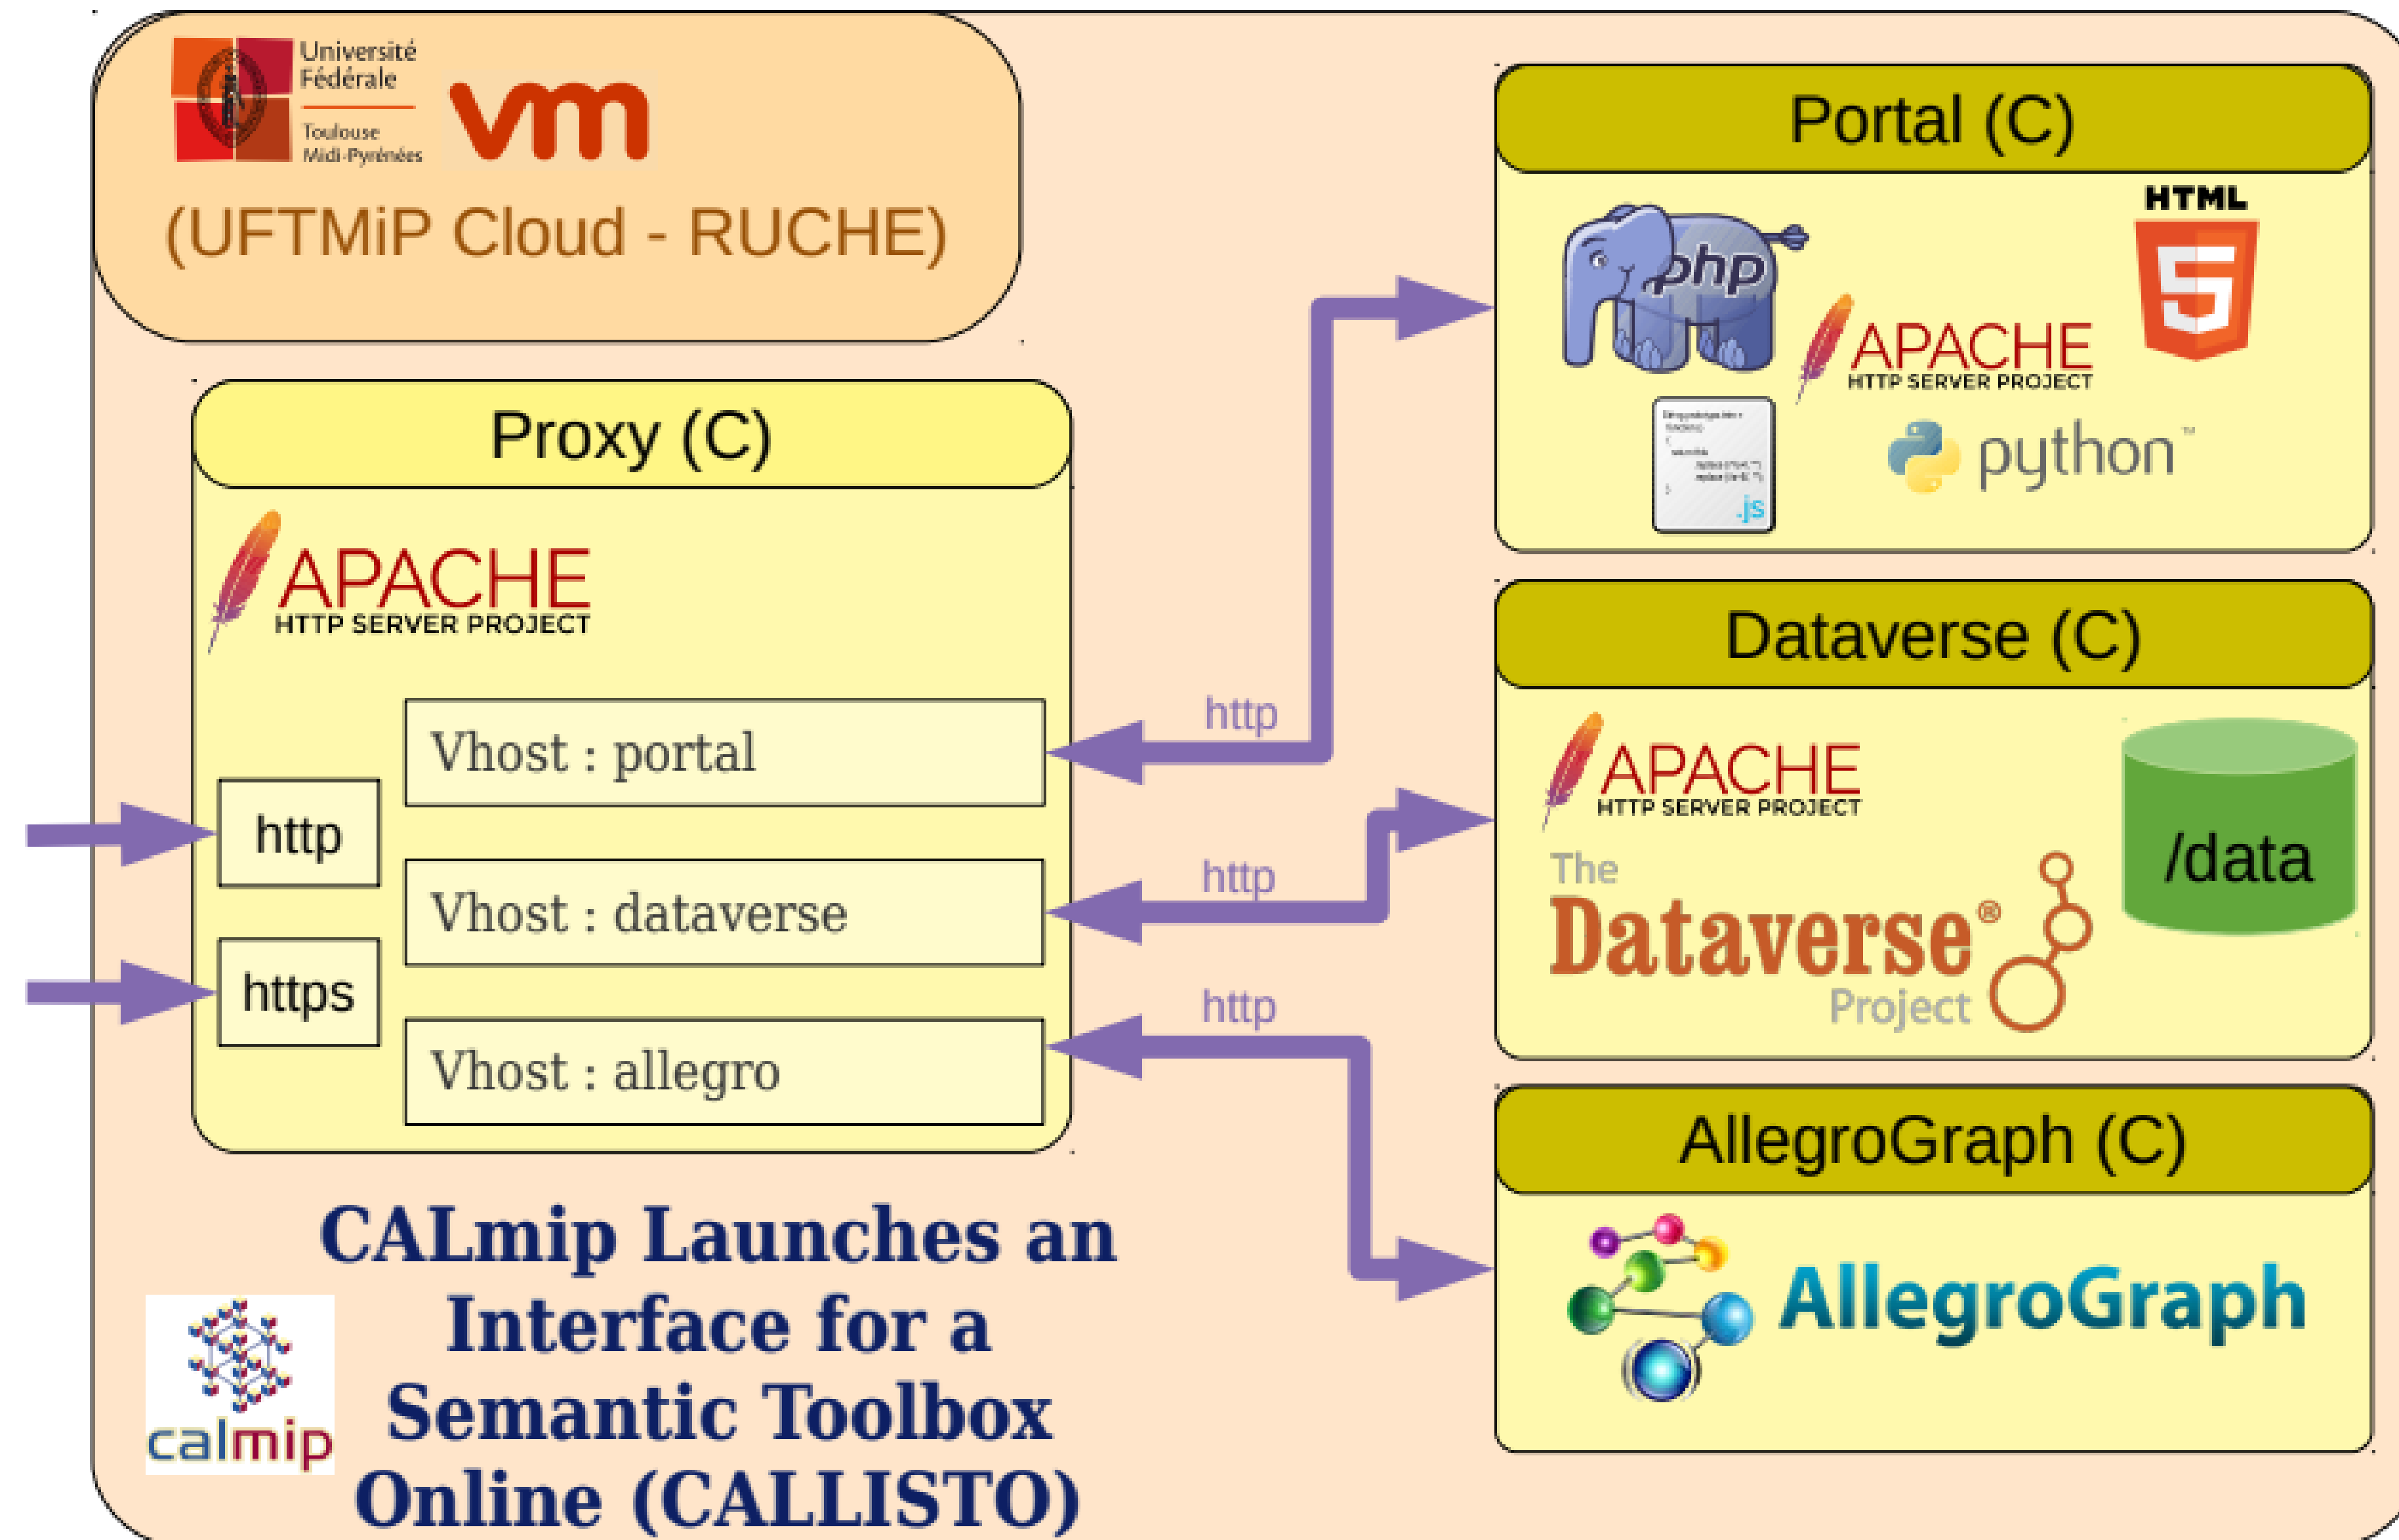 Université
Fédérale
Toulouse
Midi-Pyrénées
vm
(UFTMiP Cloud - RUCHE)
Proxy (C)
APACHE
HTTP SERVER PROJECT
Vhost : portal
http
Vhost : dataverse
https
Vhost : allegro
http
http
http
Portal (C)
php
HTML
5
APACHE
HTTP SERVER PROJECT
.js
python™
Dataverse (C)
APACHE
HTTP SERVER PROJECT
/data
The
Dataverse®
Project
AllegroGraph (C)
AllegroGraph
CALmip Launches an
Interface for a
Semantic Toolbox
Online (CALLISTO)
calmip